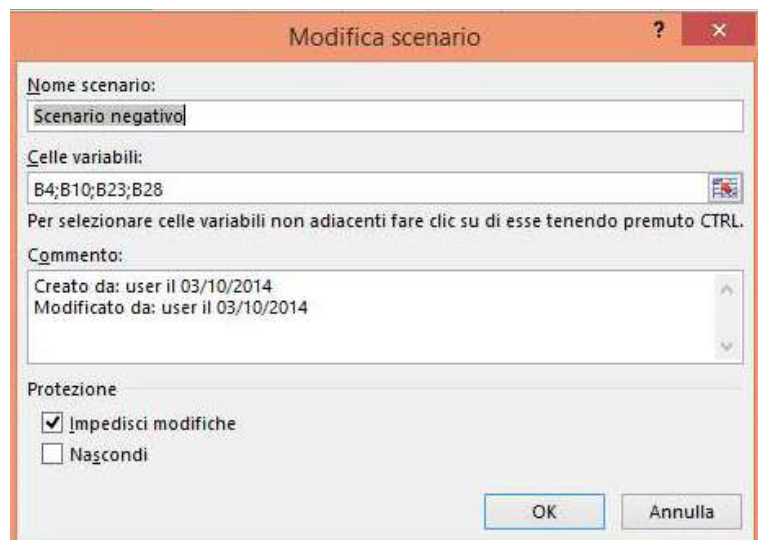 Modifica scenario
?
Nome scenario:
Scenario negativo
Celle variabili:
B4;B10;B23;B28
Per selezionare celle variabili non adiacenti fare clic su di esse tenendo premuto CTRL.
Commento:
Creato da: user il 03/10/2014
Modificato da: user il 03/10/2014
Protezione
Impedisci modifiche
Nascondi
OK
Annulla